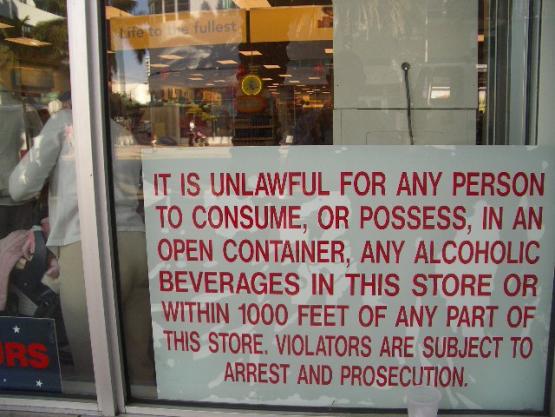 Life to the fullest.
IT IS UNLAWFUL FOR ANY PERSON
TO CONSUME, OR POSSESS, IN AN
OPEN CONTAINER, ANY ALCOHOLIC
BEVERAGES IN THIS STORE OR
WITHIN 1000 FEET OF ANY PART OF
THIS STORE. VIOLATORS ARE SUBJECT TO
ARREST AND PROSECUTION.
URS